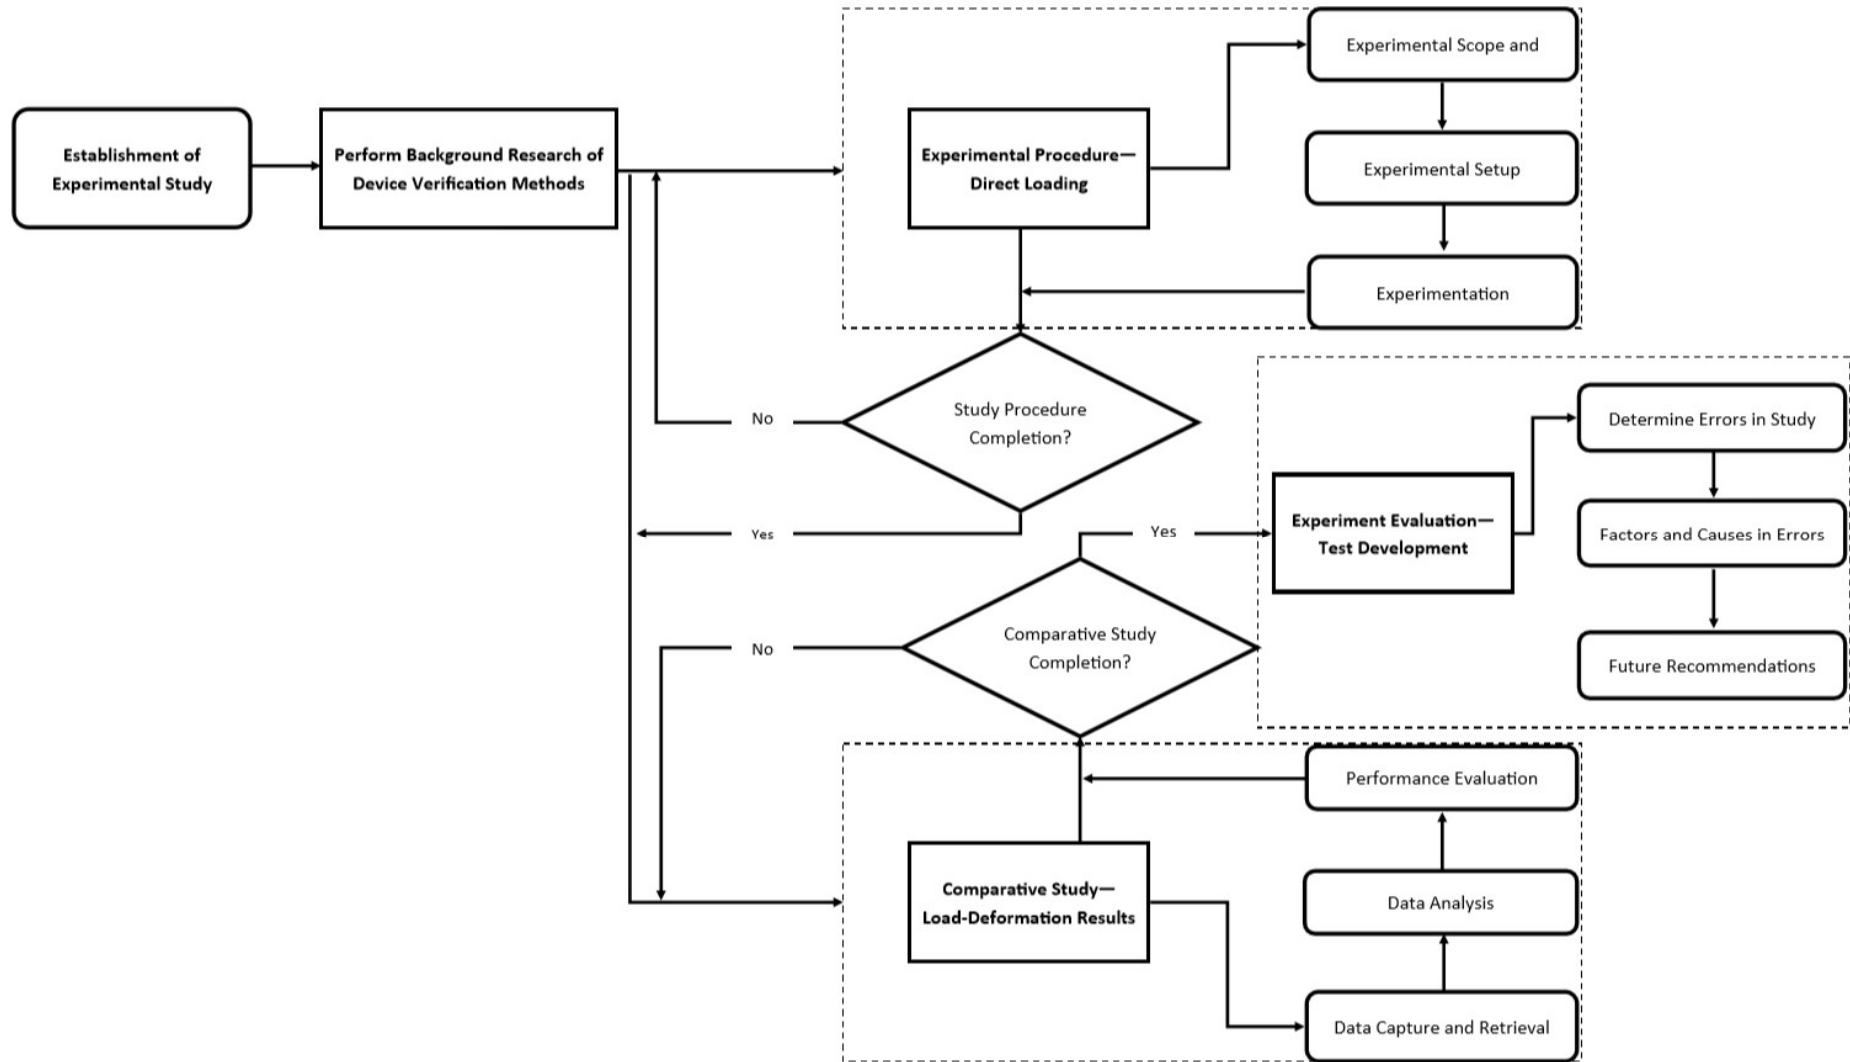 Establishment of
Experimental Study
Perform Background Research of
Device Verification Methods
Experimental Procedure—
Direct Loading
Experimental Scope and
Experimental Setup
Experimentation
Study Procedure
Completion?
No
Yes
Determine Errors in Study
Factors and Causes in Errors
Future Recommendations
Experiment Evaluation—
Test Development
Yes
Comparative Study
Completion?
No
Performance Evaluation
Data Analysis
Data Capture and Retrieval
Comparative Study—
Load-Deformation Results